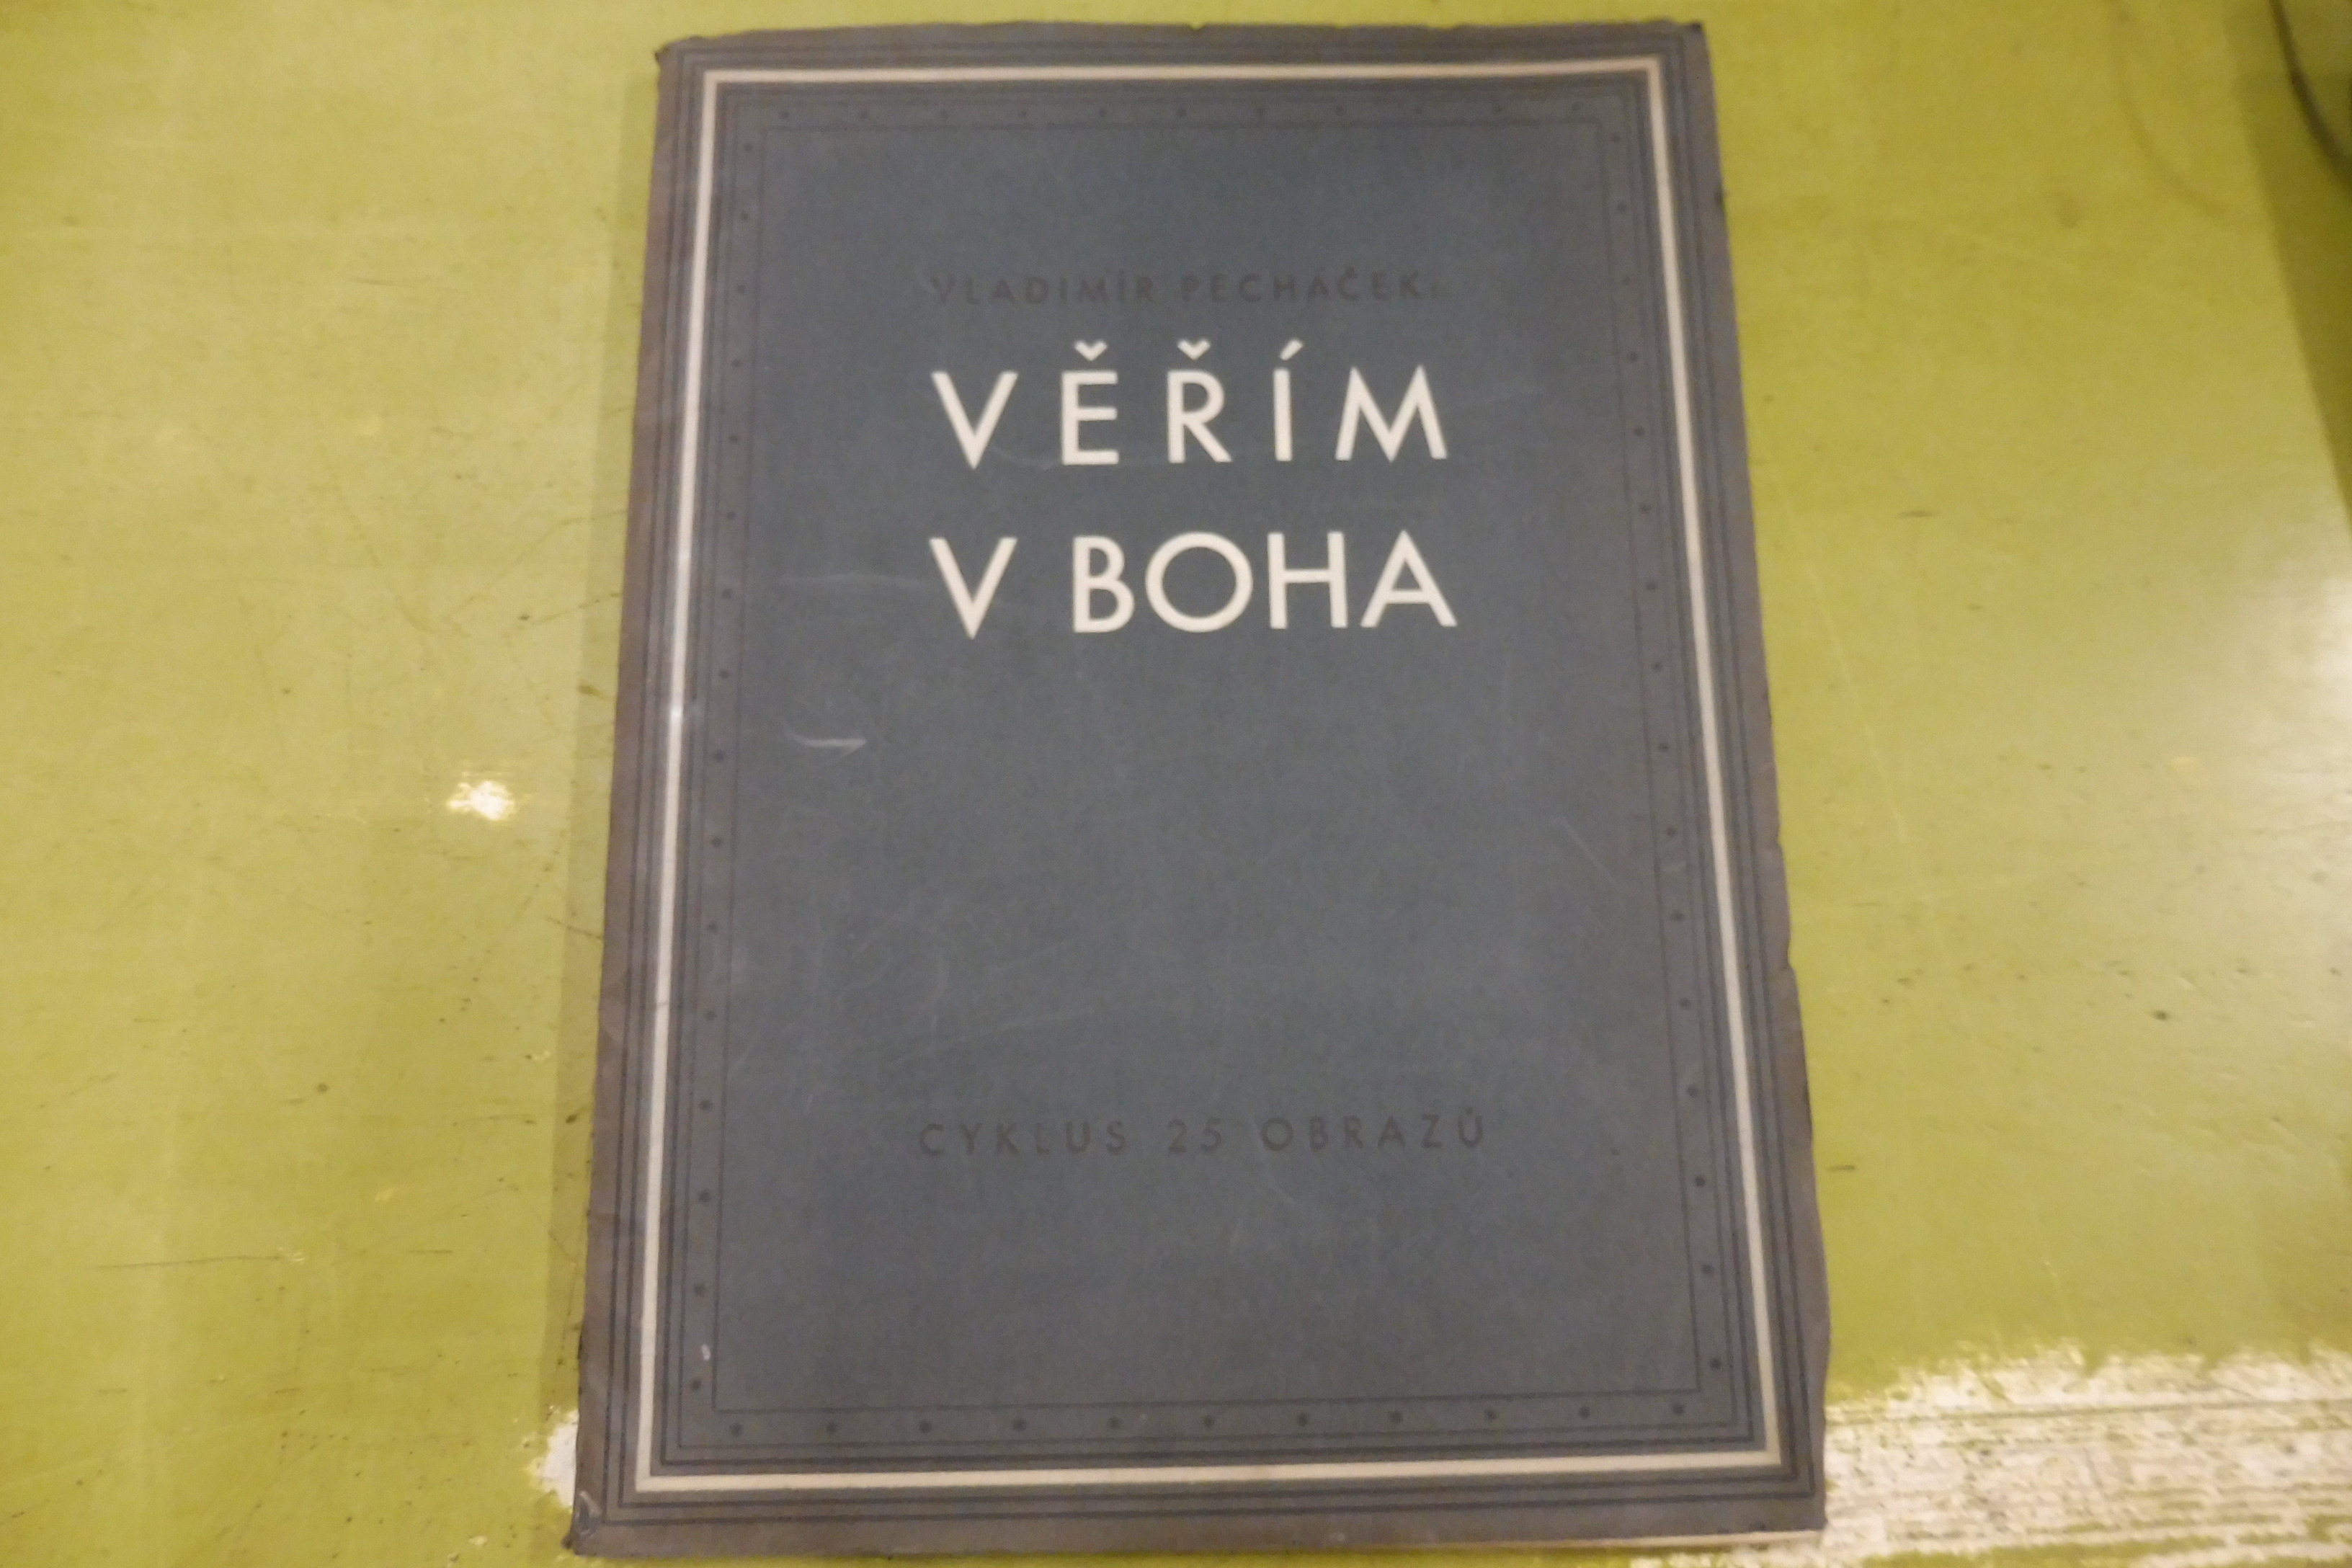 VLADIMÍR PECHÁČEK:
VĚŘÍM
V BOHA
CYKLUS 25 OBRAZŮ